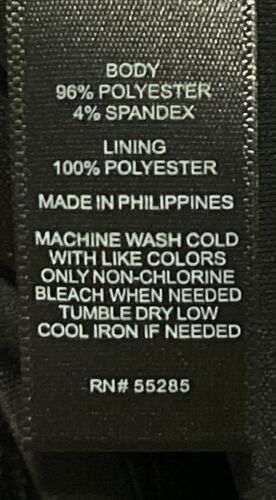 BODY
96% POLYESTER
4% SPANDEX
LINING
100% POLYESTER
MADE IN PHILIPPINES
MACHINE WASH COLD
WITH LIKE COLORS
ONLY NON-CHLORINE
BLEACH WHEN NEEDED
TUMBLE DRY LOW
COOL IRON IF NEEDED
RN# 55285